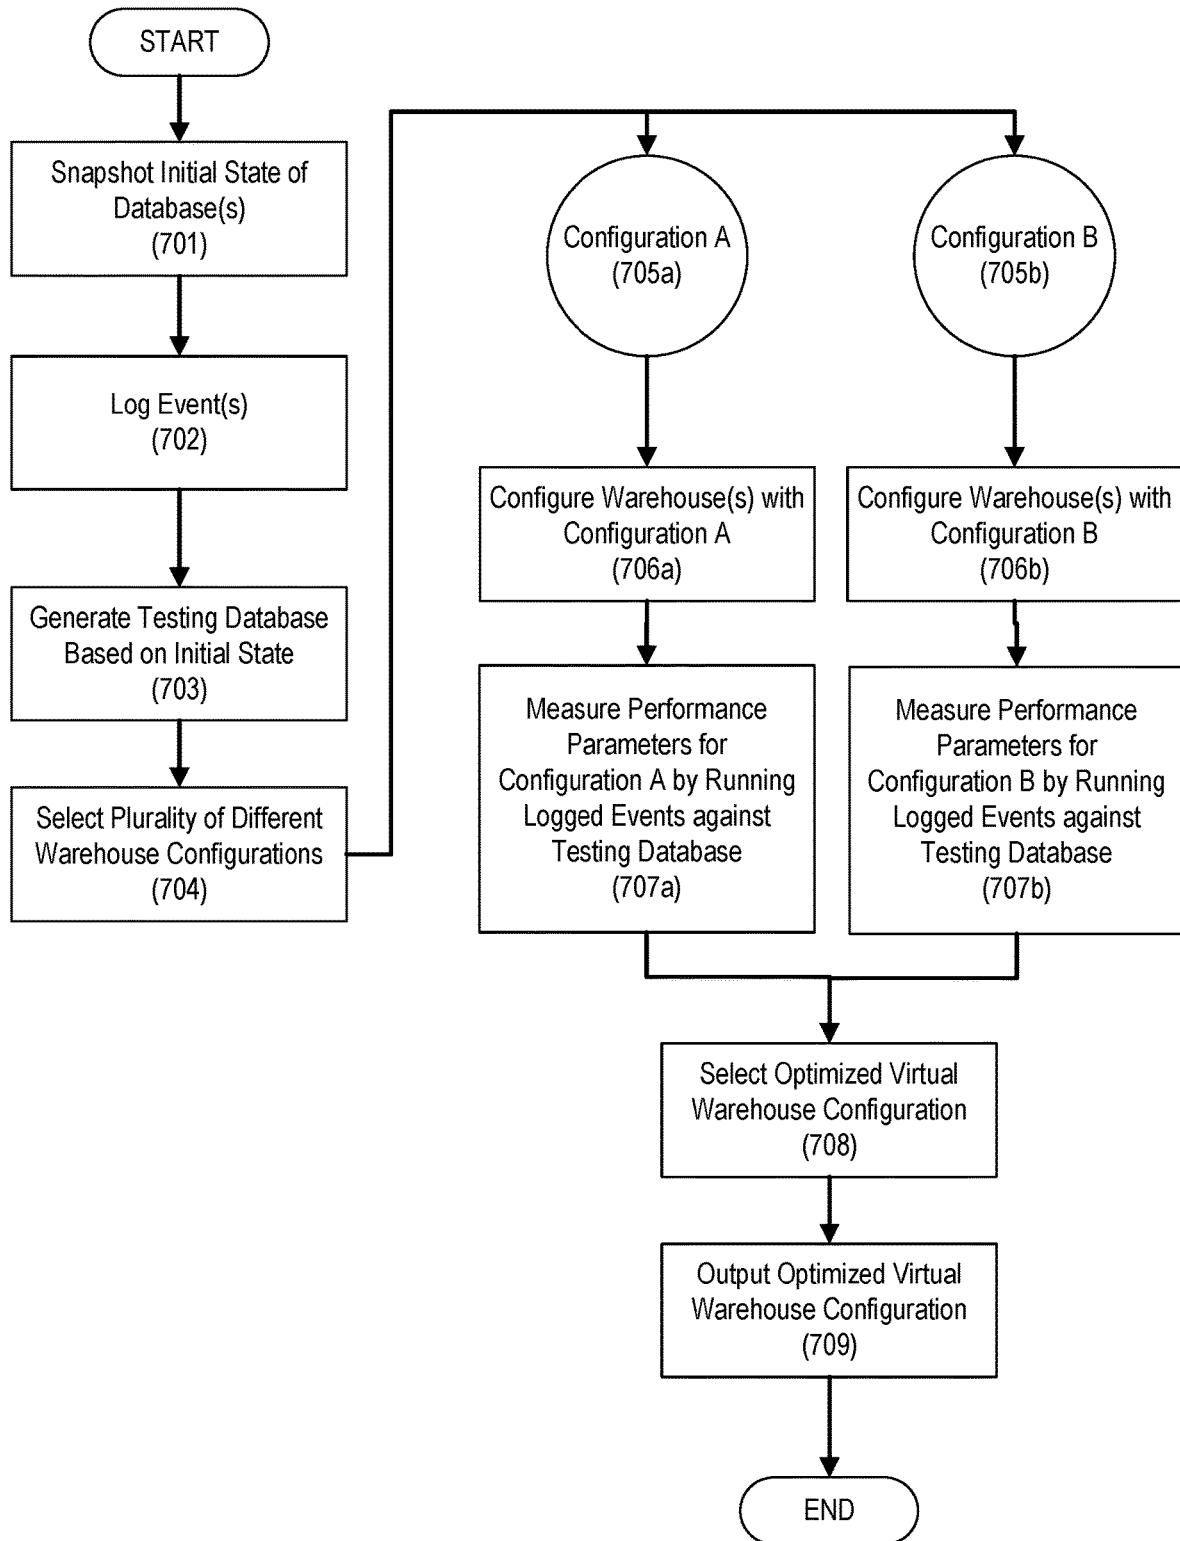 START
Snapshot Initial State of
Database(s)
(701)
Log Event(s)
(702)
Generate Testing Database
Based on Initial State
(703)
Select Plurality of Different
Warehouse Configurations
(704)
Configuration A
(705a)
Configure Warehouse(s) with
Configuration A
(706a)
Measure Performance
Parameters for
Configuration A by Running
Logged Events against
Testing Database
(707a)
Configuration B
(705b)
Configure Warehouse(s) with
Configuration B
(706b)
Measure Performance
Parameters for
Configuration B by Running
Logged Events against
Testing Database
(707b)
Select Optimized Virtual
Warehouse Configuration
(708)
Output Optimized Virtual
Warehouse Configuration
(709)
END